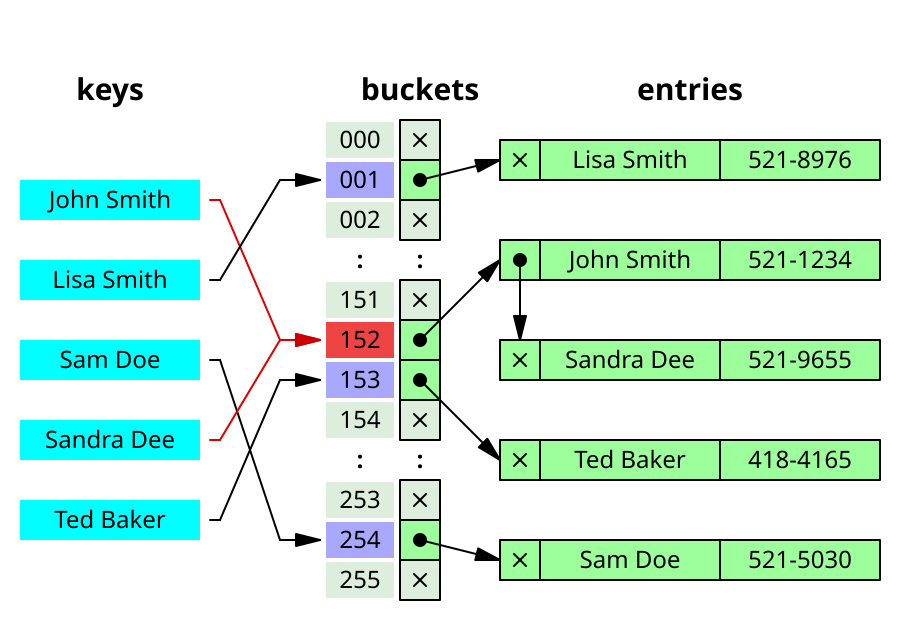 keys
buckets
entries
John Smith
Lisa Smith
Sam Doe
Sandra Dee
Ted Baker
000
001
002
:
:
151
152
153
154
:
:
253
254
255
Lisa Smith 521-8976
John Smith 521-1234
Sandra Dee 521-9655
Ted Baker 418-4165
Sam Doe 521-5030